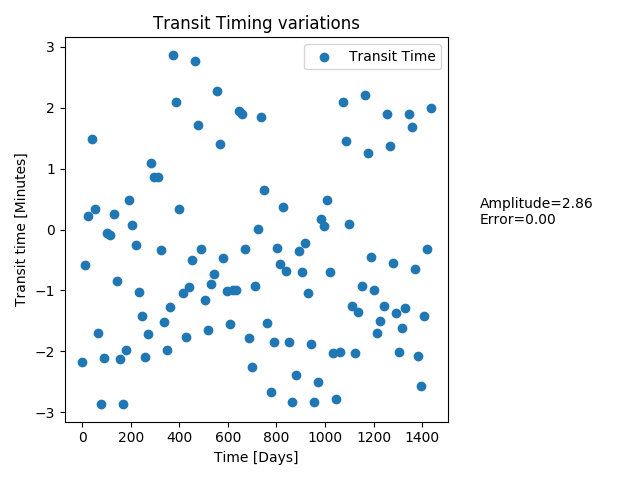 Transit Timing variations
Transit Time
Amplitude=2.86
Error=0.00
Transit time [Minutes]
3
2
1
0
−1
−2
−3
0 200 400 600 800 1000 1200 1400
Time [Days]